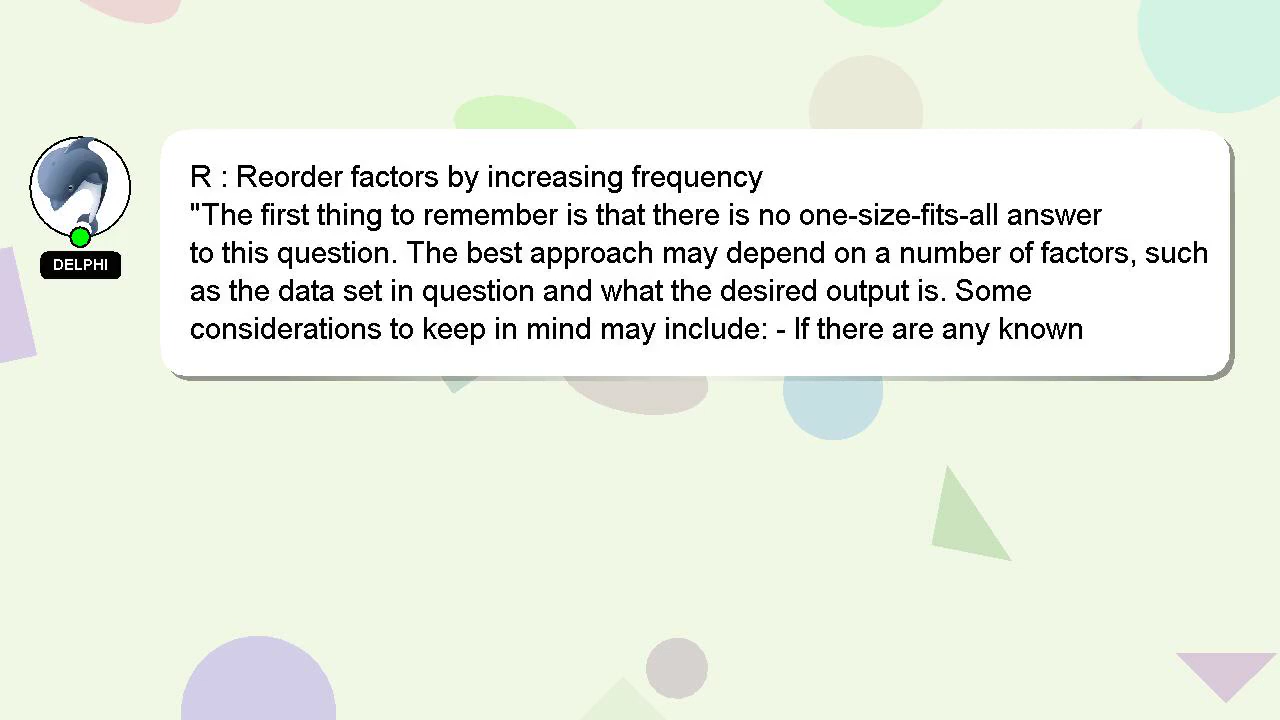 R : Reorder factors by increasing frequency
"The first thing to remember is that there is no one-size-fits-all answer
to this question. The best approach may depend on a number of factors, such
as the data set in question and what the desired output is. Some
considerations to keep in mind may include: - If there are any known
DELPHI